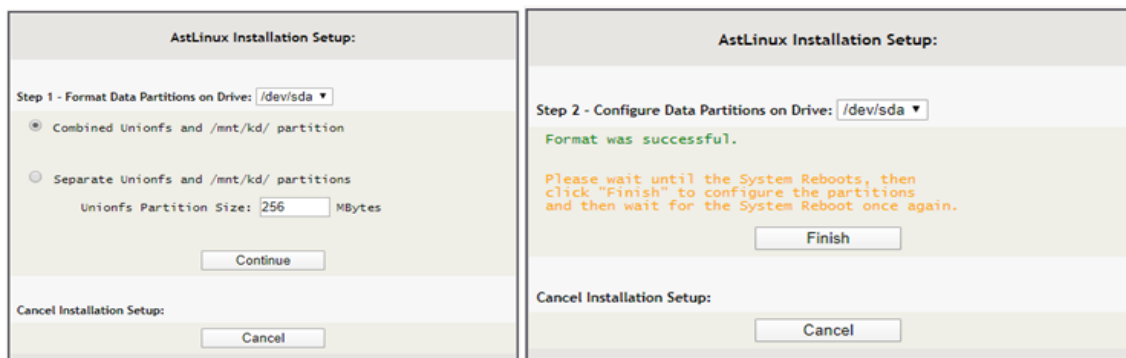 AstLinux Installation Setup:
Step 1 - Format Data Partitions on Drive: /dev/sda
Combined Unionfs and /mnt/kd/ partition
Separate Unionfs and /mnt/kd/ partitions
Unionfs Partition Size: 256 MBytes
Continue
Cancel Installation Setup:
Cancel
AstLinux Installation Setup:
Step 2 - Configure Data Partitions on Drive: /dev/sda
Format was successful.
Please wait until the System Reboots, then
click "Finish" to configure the partitions
and then wait for the System Reboot once again.
Finish
Cancel Installation Setup:
Cancel